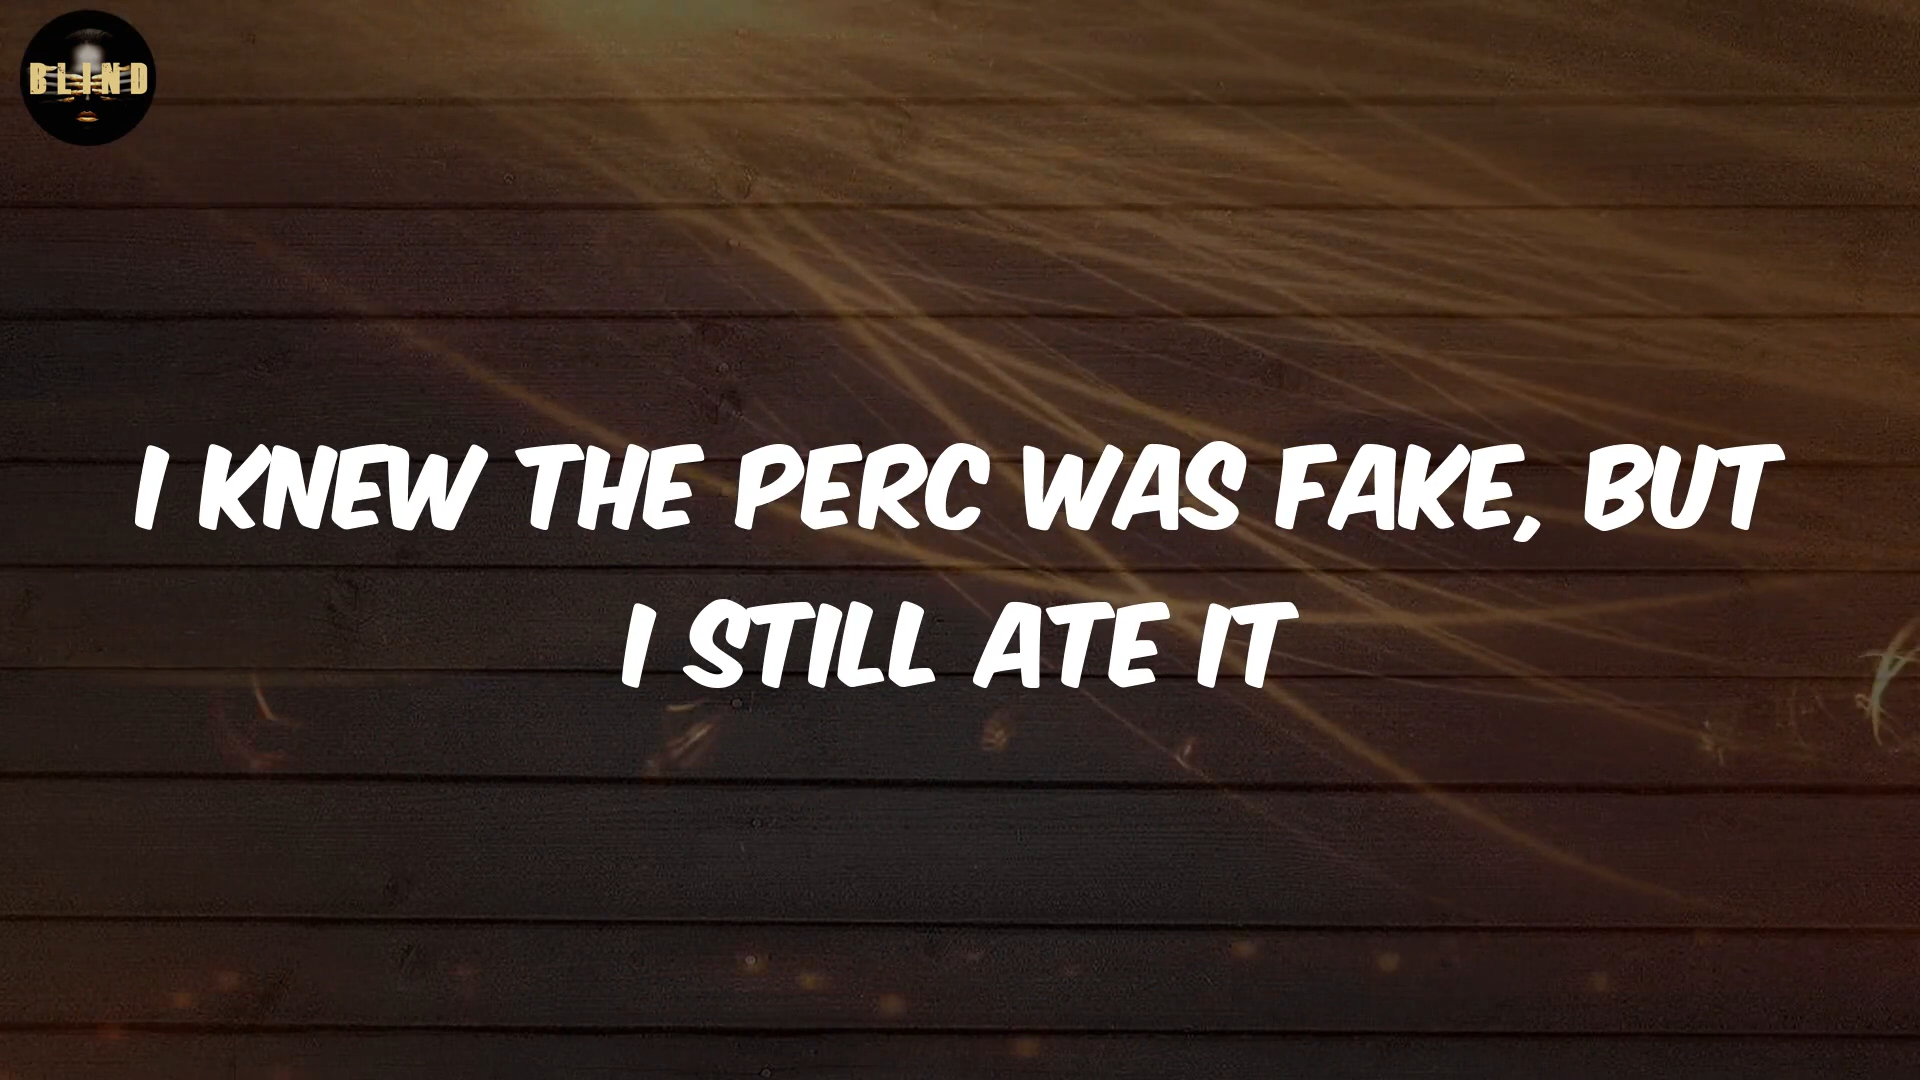 BLIND
I KNEW THE PERC WAS FAKE, BUT
I STILL ATE IT